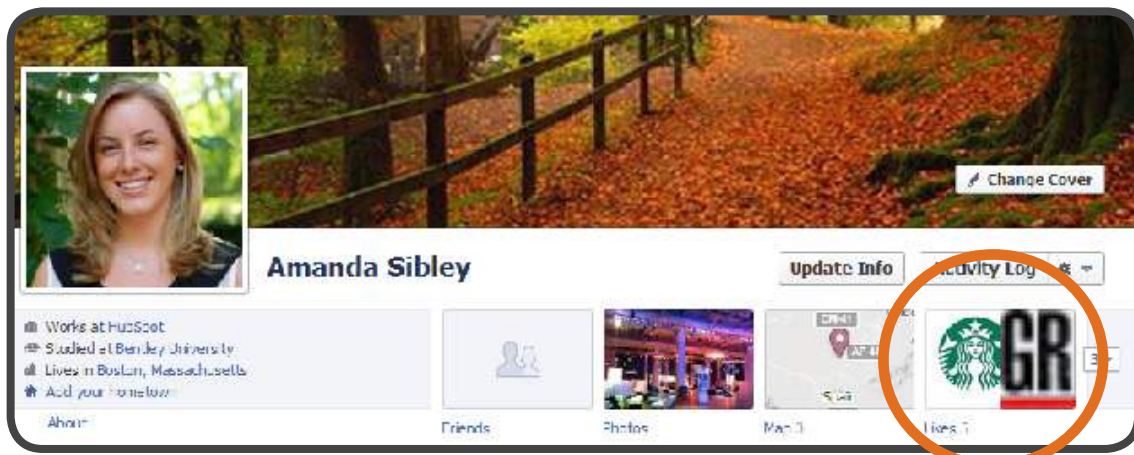 Change Cover
Amanda Sibley
Update Info
Activity Log
Works at HubSpot
Studied at Bentley University
Lives in Boston, Massachusetts
Add your hometown
About
Friends
Photos
Map
Likes
GR